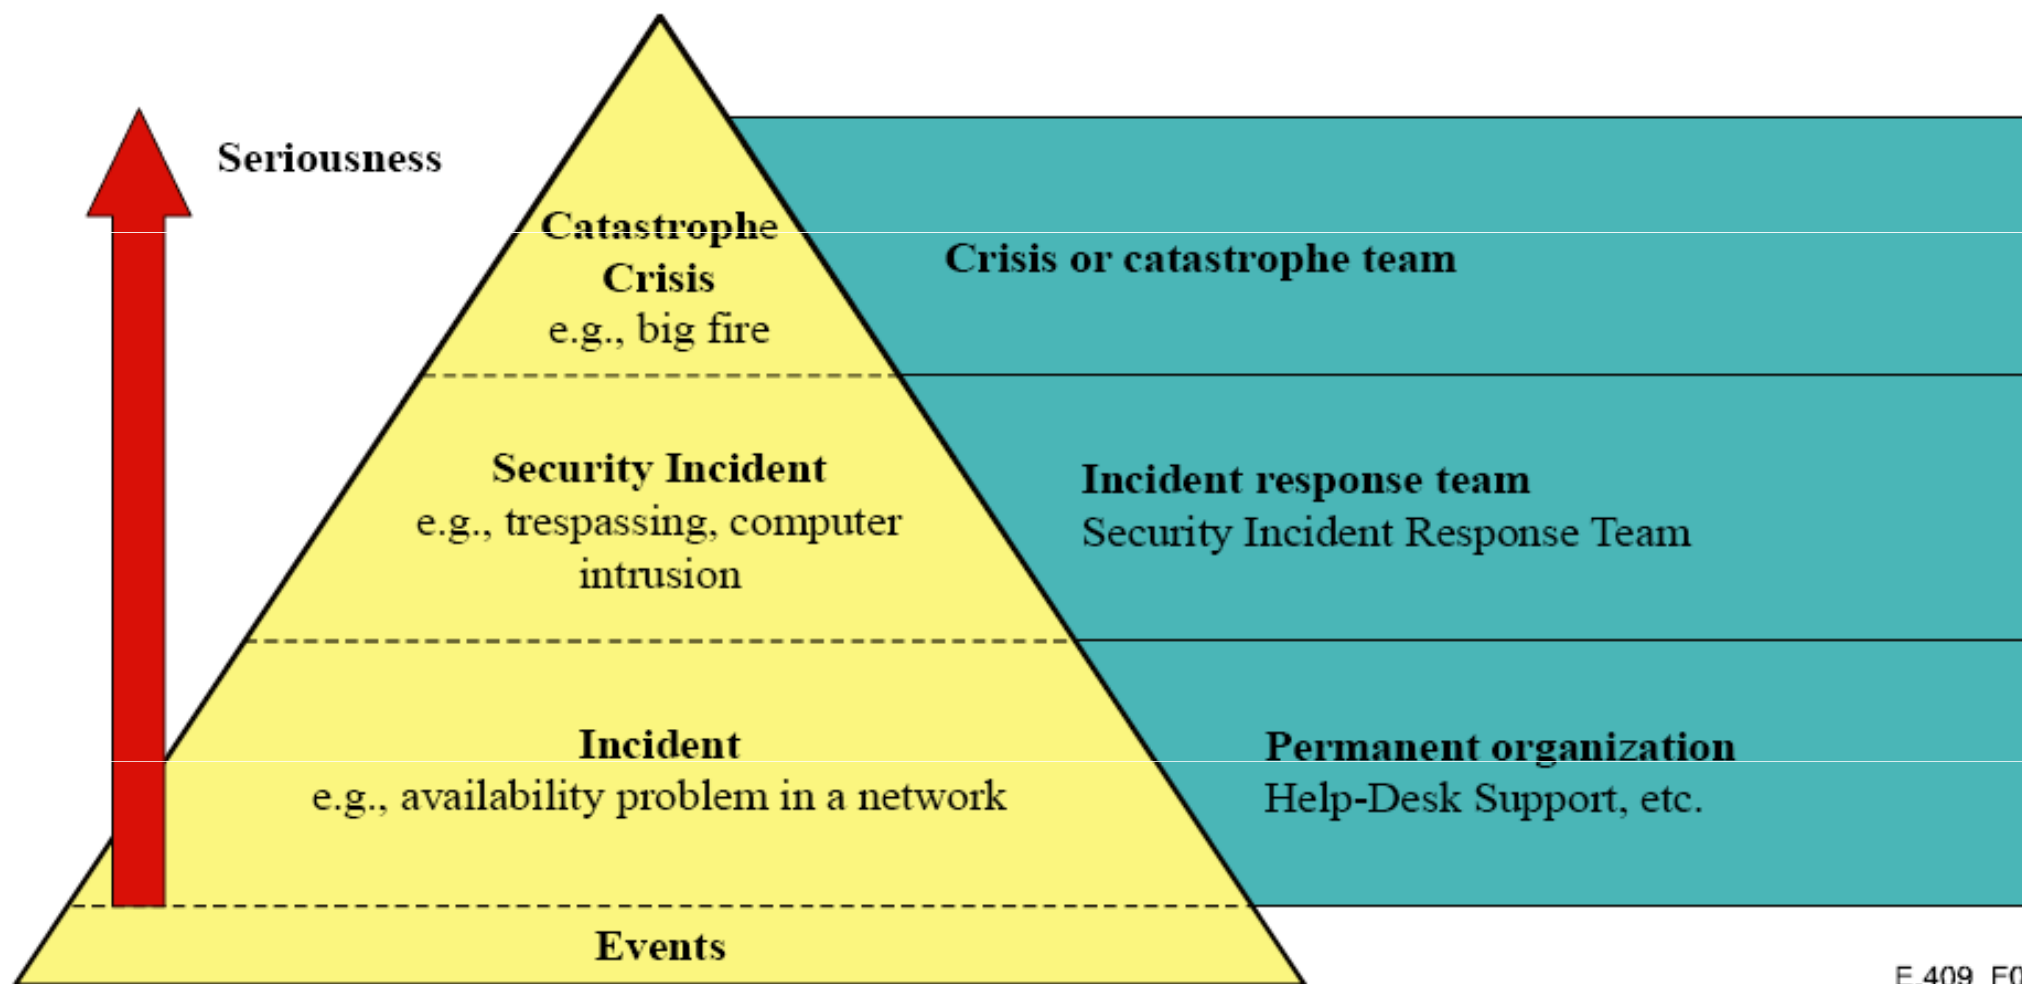 Seriousness
Catastrophe
Crisis
e.g., big fire
Crisis or catastrophe team
Security Incident
e.g., trespassing, computer
intrusion
Incident response team
Security Incident Response Team
Incident
e.g., availability problem in a network
Permanent organization
Help-Desk Support, etc.
Events
E.409_F0